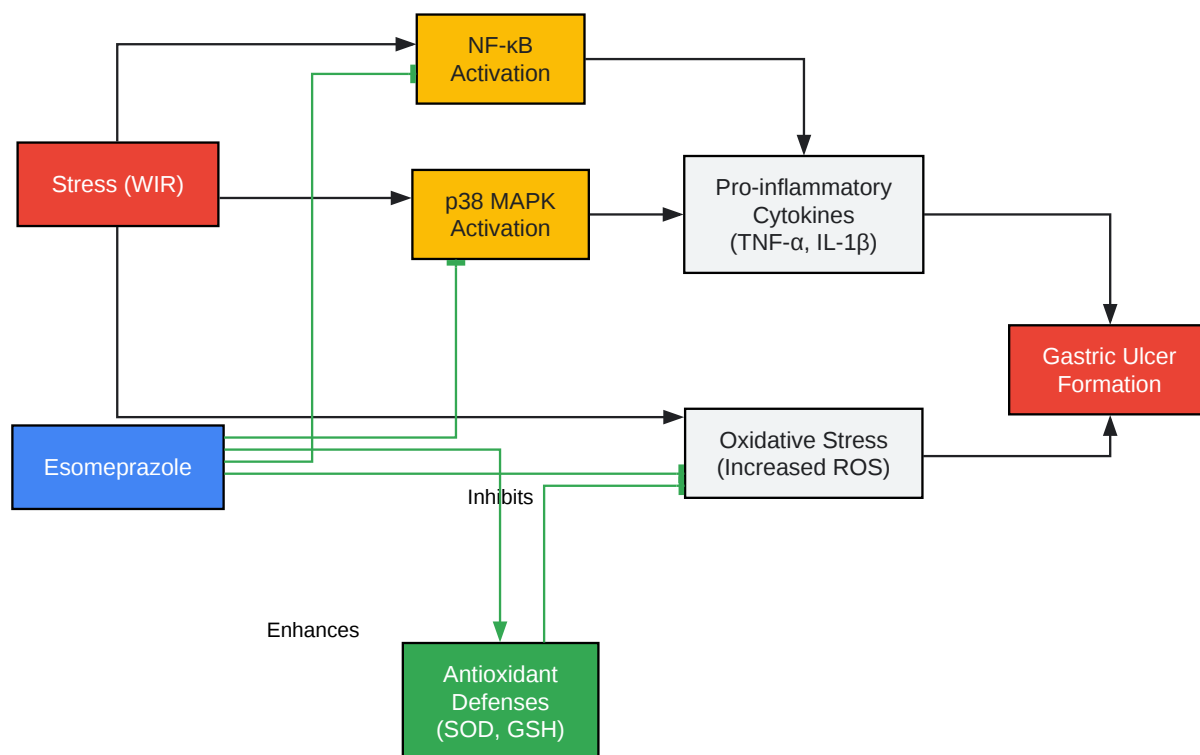 NF-κB
Activation
Stress (WIR)
p38 MAPK
Activation
Pro-inflammatory
Cytokines
(TNF-α, IL-1β)
Gastric Ulcer
Formation
Esomeprazole
Oxidative Stress
(Increased ROS)
Inhibits
Enhances
Antioxidant
Defenses
(SOD, GSH)